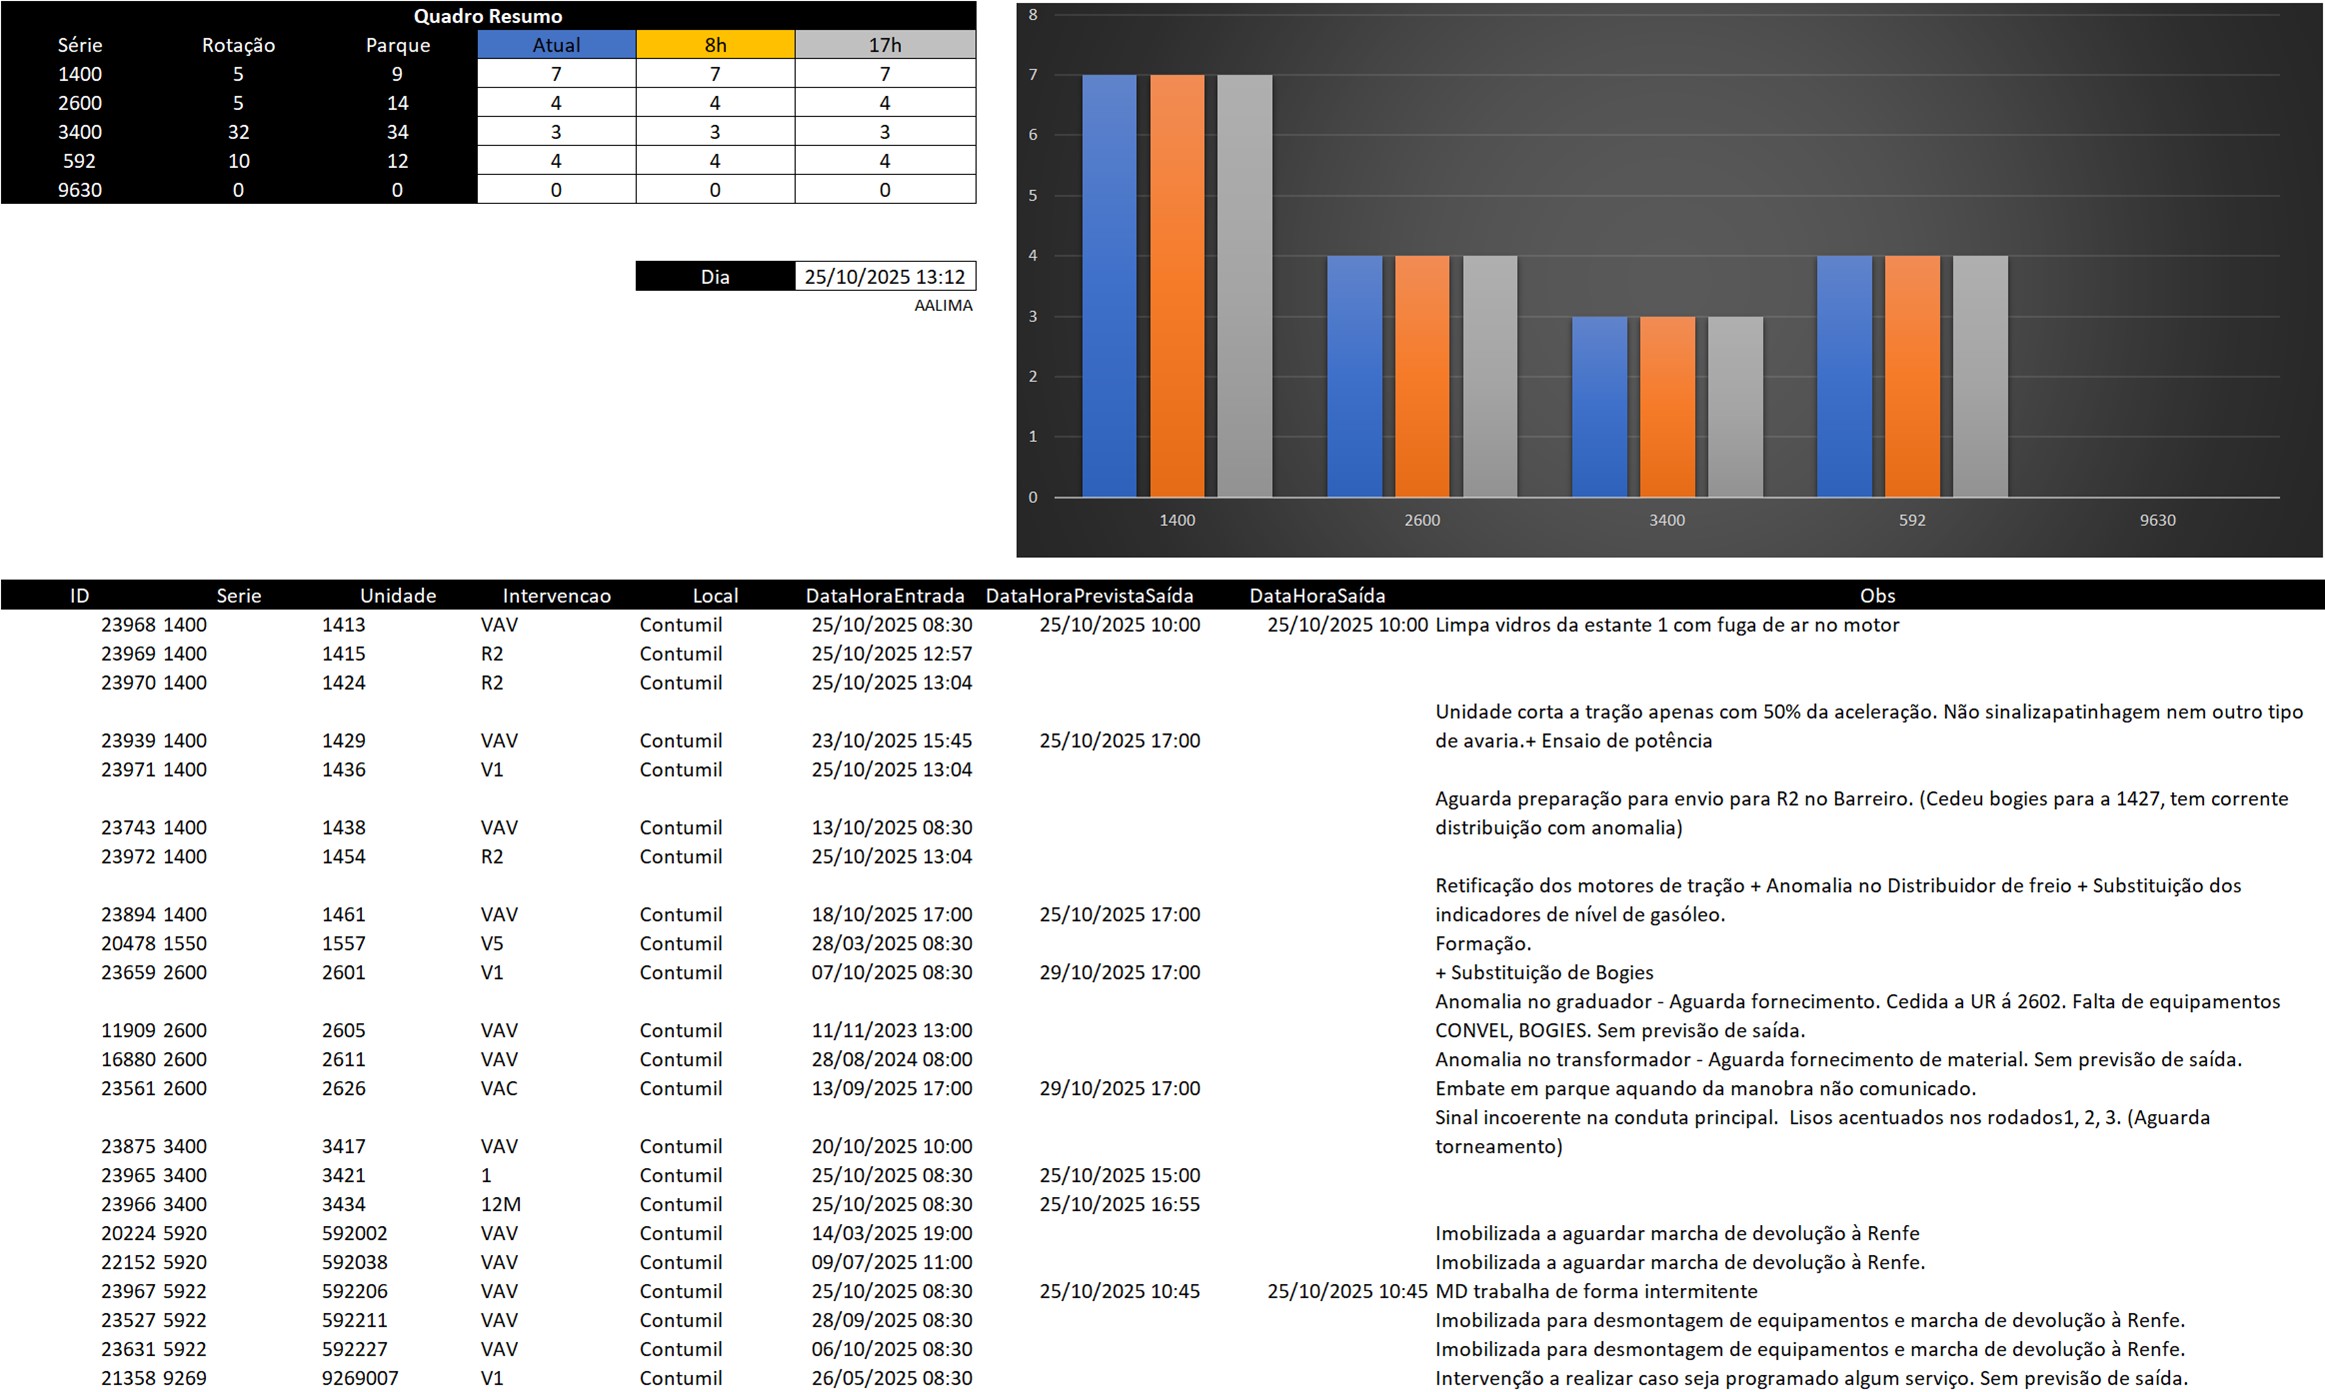 Quadro Resumo
Série Rotação Parque Atual 8h 17h
1400 5 9 7 7 7
2600 5 14 4 4 4
3400 32 34 3 3 3
592 10 12 4 4 4
9630 0 0 0 0 0
Dia 25/10/2025 13:12
AALIMA
8
7
6
5
4
3
2
1
0
1400 2600 3400 592 9630
ID Serie Unidade Intervencao Local DataHoraEntrada DataHoraPrevistaSaída DataHoraSaída Obs
23968 1400 1413 VAV Contumil 25/10/2025 08:30 25/10/2025 10:00 25/10/2025 10:00 Limpa vidros da estante 1 com fuga de ar no motor
23969 1400 1415 R2 Contumil 25/10/2025 12:57
23970 1400 1424 R2 Contumil 25/10/2025 13:04
Unidade corta a tração apenas com 50% da aceleração. Não sinalizapatinhagem nem outro tipo
23939 1400 1429 VAV Contumil 23/10/2025 15:45 25/10/2025 17:00 de avaria.+ Ensaio de potência
23971 1400 1436 V1 Contumil 25/10/2025 13:04
Aguarda preparação para envio para R2 no Barreiro. (Cedeu bogies para a 1427, tem corrente
23743 1400 1438 VAV Contumil 13/10/2025 08:30 distribuição com anomalia)
23972 1400 1454 R2 Contumil 25/10/2025 13:04
Retificação dos motores de tração + Anomalia no Distribuidor de freio + Substituição dos
23894 1400 1461 VAV Contumil 18/10/2025 17:00 25/10/2025 17:00 indicadores de nível de gasóleo.
20478 1550 1557 V5 Contumil 28/03/2025 08:30 Formação.
23659 2600 2601 V1 Contumil 07/10/2025 08:30 29/10/2025 17:00 + Substituição de Bogies
Anomalia no graduador - Aguarda fornecimento. Cedida a UR á 2602. Falta de equipamentos
11909 2600 2605 VAV Contumil 11/11/2023 13:00 CONVEL, BOGIES. Sem previsão de saída.
16880 2600 2611 VAV Contumil 28/08/2024 08:00 Anomalia no transformador - Aguarda fornecimento de material. Sem previsão de saída.
23561 2600 2626 VAC Contumil 13/09/2025 17:00 29/10/2025 17:00 Embate em parque aquando da manobra não comunicado.
Sinal incoerente na conduta principal.  Lisos acentuados nos rodados1, 2, 3. (Aguarda
23875 3400 3417 VAV Contumil 20/10/2025 10:00 torneamento)
23965 3400 3421 1 Contumil 25/10/2025 08:30 25/10/2025 15:00
23966 3400 3434 12M Contumil 25/10/2025 08:30 25/10/2025 16:55
20224 5920 592002 VAV Contumil 14/03/2025 19:00 Imobilizada a aguardar marcha de devolução à Renfe
22152 5920 592038 VAV Contumil 09/07/2025 11:00 Imobilizada a aguardar marcha de devolução à Renfe.
23967 5922 592206 VAV Contumil 25/10/2025 08:30 25/10/2025 10:45 25/10/2025 10:45 MD trabalha de forma intermitente
23527 5922 592211 VAV Contumil 28/09/2025 08:30 Imobilizada para desmontagem de equipamentos e marcha de devolução à Renfe.
23631 5922 592227 VAV Contumil 06/10/2025 08:30 Imobilizada para desmontagem de equipamentos e marcha de devolução à Renfe.
21358 9269 9269007 V1 Contumil 26/05/2025 08:30 Intervenção a realizar caso seja programado algum serviço. Sem previsão de saída.